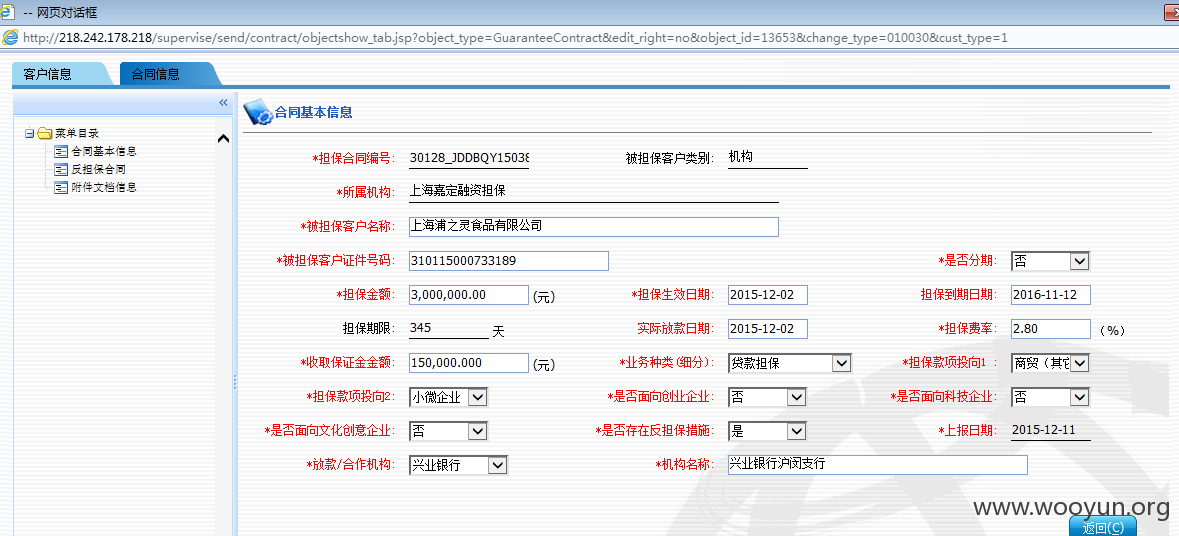 -- 网页对话框
http://218.242.178.218/supervise/send/contract/objectshow_tab.jsp?object_type=GuaranteeContract&edit_right=no&object_id=13653&change_type=010030&cust_type=1
客户信息 合同信息
«
菜单目录
合同基本信息
反担保合同
附件文档信息
合同基本信息
*担保合同编号: 30128_JDDBQY15038 被担保客户类别: 机构
*所属机构: 上海嘉定融资担保
*被担保客户名称: 上海浦之灵食品有限公司
*被担保客户证件号码: 310115000733189 *是否分期: 否
*担保金额: 3,000,000.00 (元) *担保生效日期: 2015-12-02 担保到期日期: 2016-11-12
担保期限: 345 天 实际放款日期: 2015-12-02 *担保费率: 2.80 (%)
*收取保证金金额: 150,000.000 (元) *业务种类(细分): 贷款担保 *担保款项投向1: 商贸（其它
*担保款项投向2: 小微企业 *是否面向创业企业: 否 *是否面向科技企业: 否
*是否面向文化创意企业: 否 *是否存在反担保措施: 是 *上报日期: 2015-12-11
*放款/合作机构: 兴业银行 *机构名称: 兴业银行沪闵支行
www.wooyun.org
返回(C)